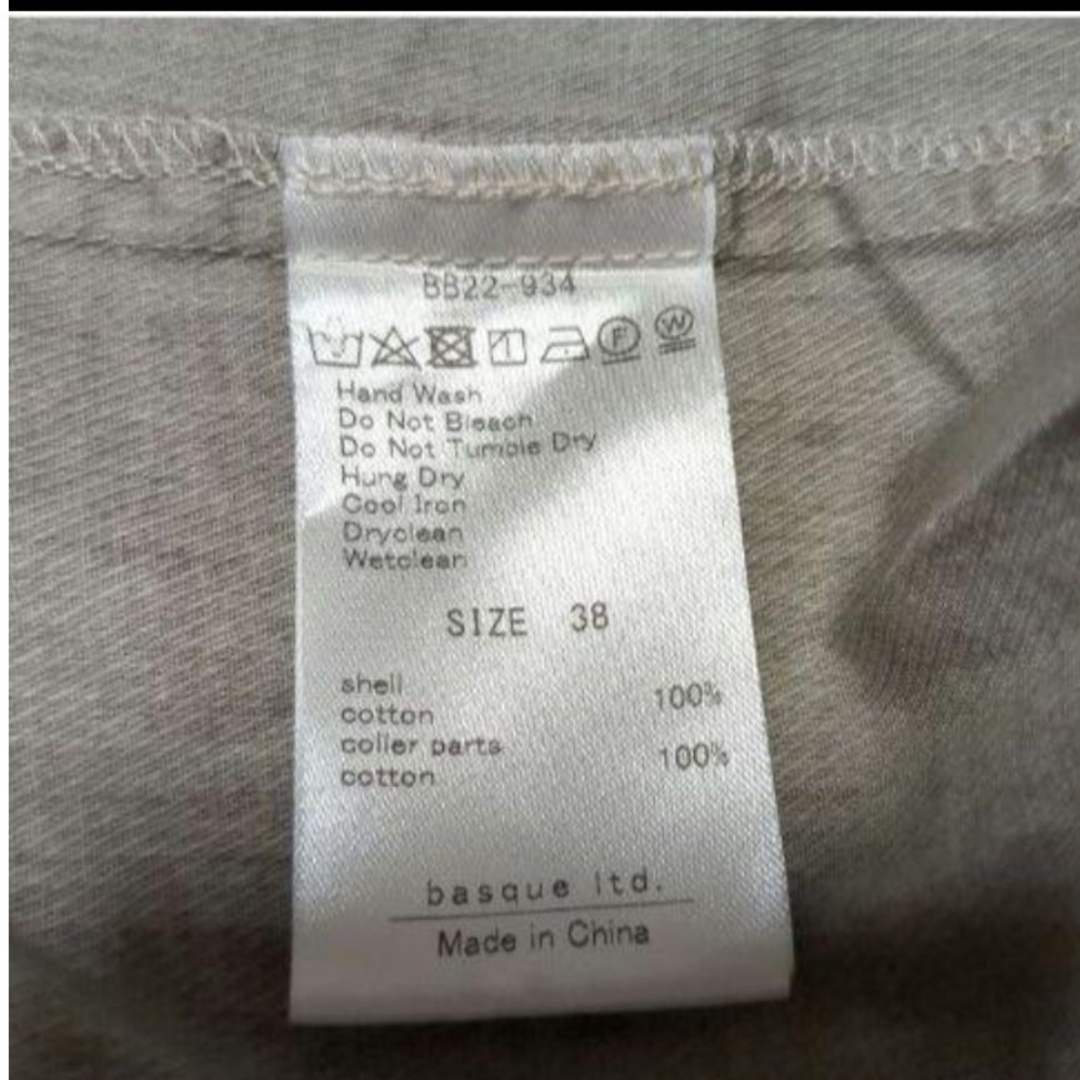 BB22-934
F W
Hand Wash
Do Not Bleach
Do Not Tumble Dry
Hung Dry
Cool Iron
Dryclean
Wetclean
SIZE 38
shell
cotton 100%
coller parts
cotton 100%
basque ltd.
Made in China